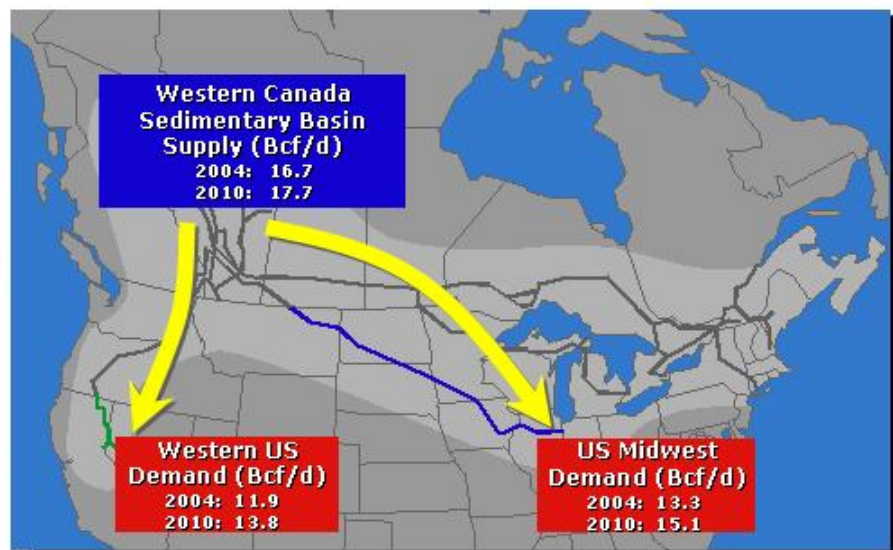 Western Canada
Sedimentary Basin
Supply (Bcf/d)
2004: 16.7
2010: 17.7
Western US
Demand (Bcf/d)
2004: 11.9
2010: 13.8
US Midwest
Demand (Bcf/d)
2004: 13.3
2010: 15.1